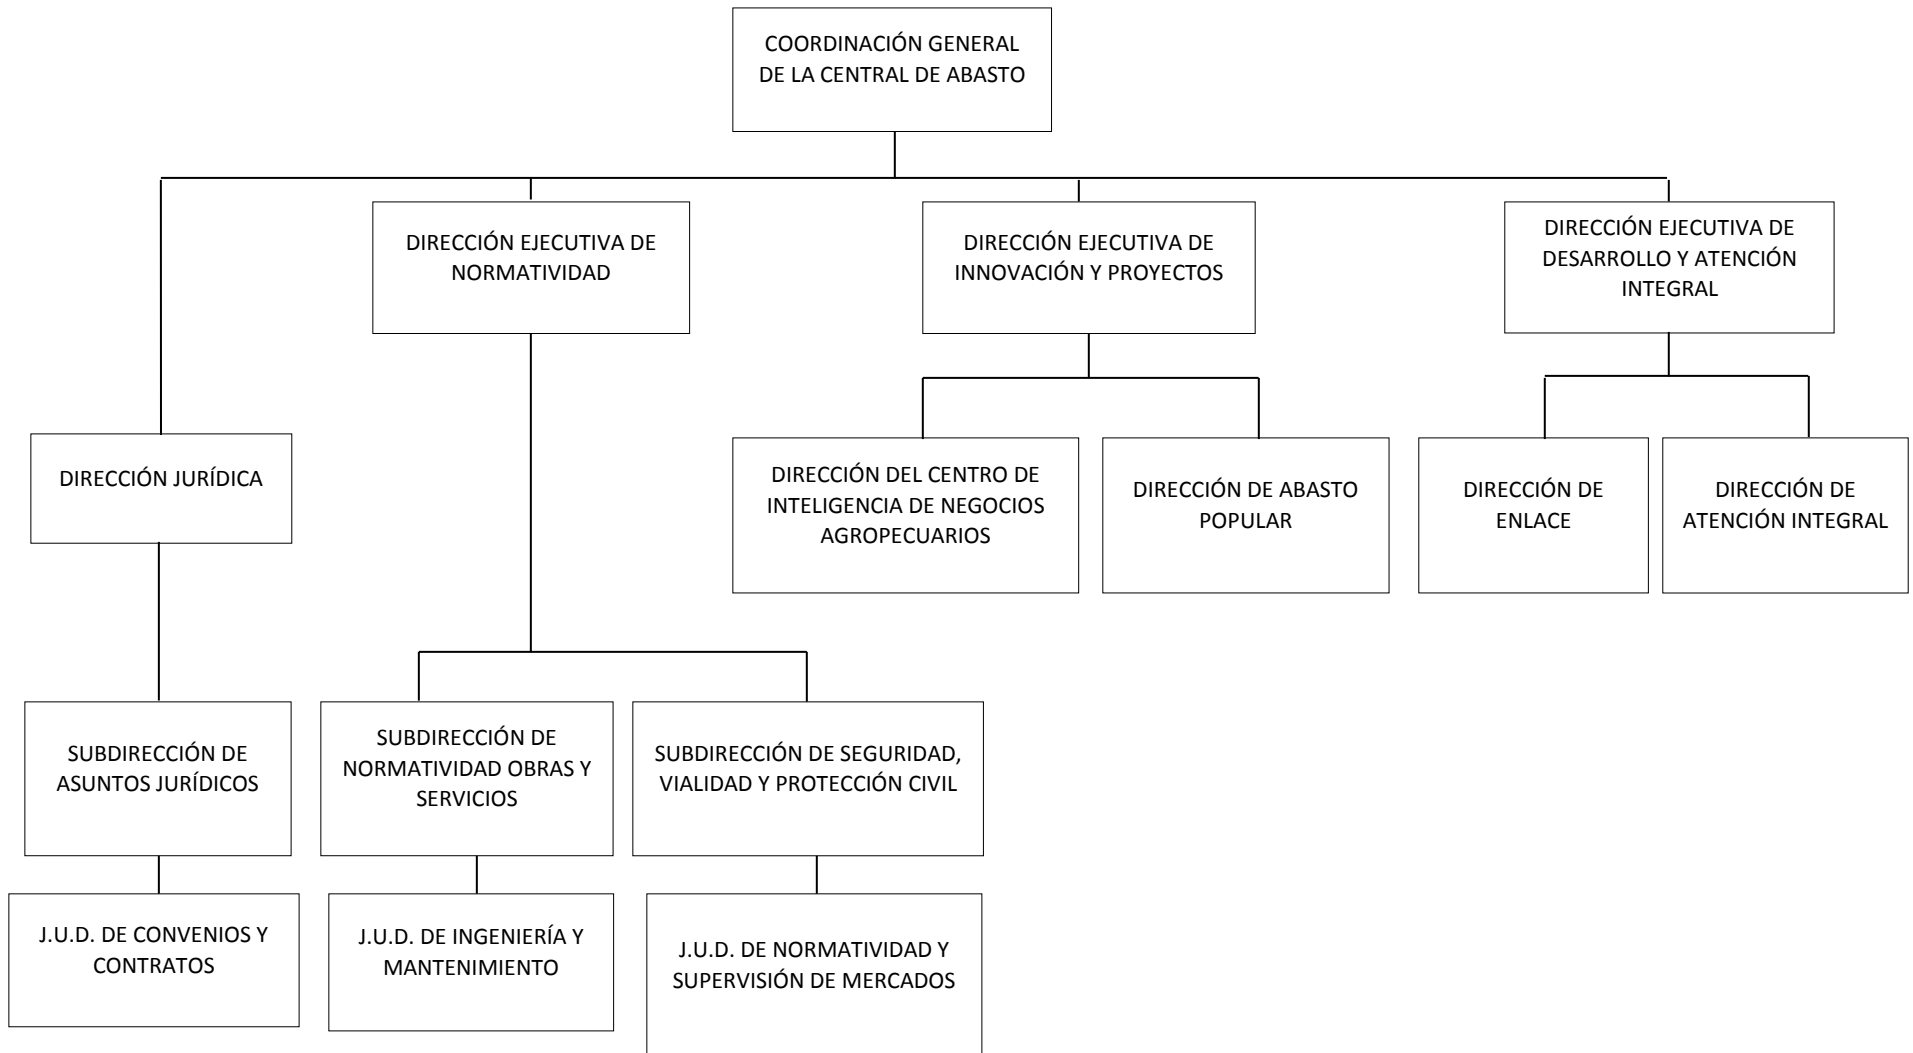 COORDINACIÓN GENERAL
DE LA CENTRAL DE ABASTO
DIRECCIÓN EJECUTIVA DE
NORMATIVIDAD
DIRECCIÓN EJECUTIVA DE
INNOVACIÓN Y PROYECTOS
DIRECCIÓN EJECUTIVA DE
DESARROLLO Y ATENCIÓN
INTEGRAL
DIRECCIÓN JURÍDICA
DIRECCIÓN DEL CENTRO DE
INTELIGENCIA DE NEGOCIOS
AGROPECUARIOS
DIRECCIÓN DE ABASTO
POPULAR
DIRECCIÓN DE
ENLACE
DIRECCIÓN DE
ATENCIÓN INTEGRAL
SUBDIRECCIÓN DE
ASUNTOS JURÍDICOS
SUBDIRECCIÓN DE
NORMATIVIDAD OBRAS Y
SERVICIOS
SUBDIRECCIÓN DE SEGURIDAD,
VIALIDAD Y PROTECCIÓN CIVIL
J.U.D. DE CONVENIOS Y
CONTRATOS
J.U.D. DE INGENIERÍA Y
MANTENIMIENTO
J.U.D. DE NORMATIVIDAD Y
SUPERVISIÓN DE MERCADOS